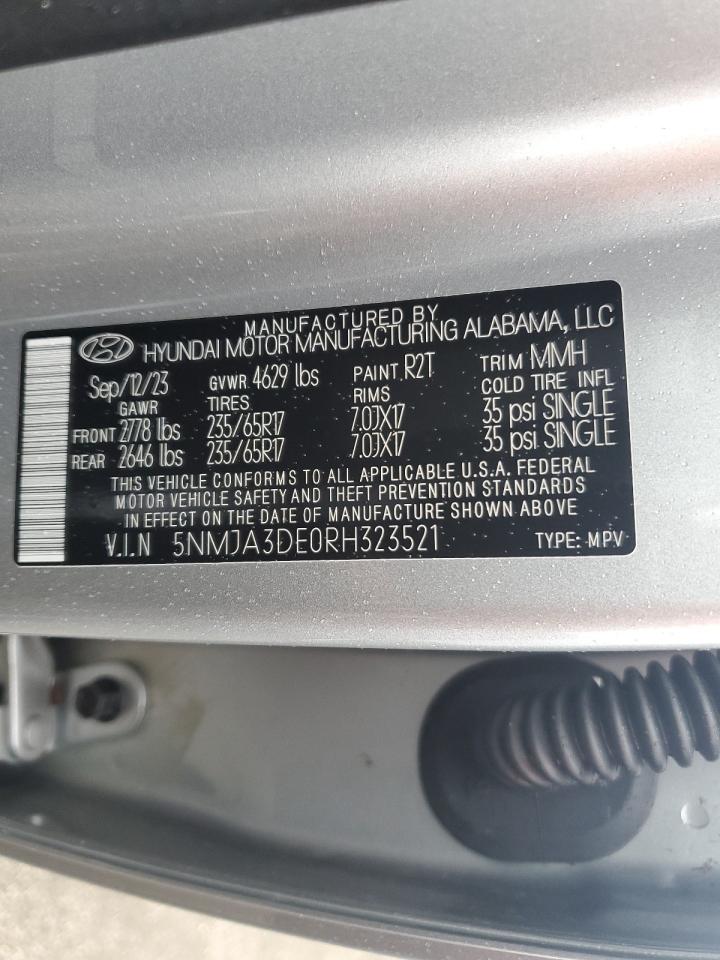 MANUFACTURED BY
HYUNDAI MOTOR MANUFACTURING ALABAMA, LLC
Sep/12/23 GVWR 4629 lbs PAINT R2T TRIM MMH
GAWR TIRES RIMS COLD TIRE INFL
FRONT 2778 lbs 235/65R17 7.0JX17 35 psi SINGLE
REAR 2646 lbs 235/65R17 7.0JX17 35 psi SINGLE
THIS VEHICLE CONFORMS TO ALL APPLICABLE U.S.A. FEDERAL
MOTOR VEHICLE SAFETY AND THEFT PREVENTION STANDARDS
IN EFFECT ON THE DATE OF MANUFACTURE SHOWN ABOVE
V.I.N 5NMJA3DE0RH323521 TYPE: MPV